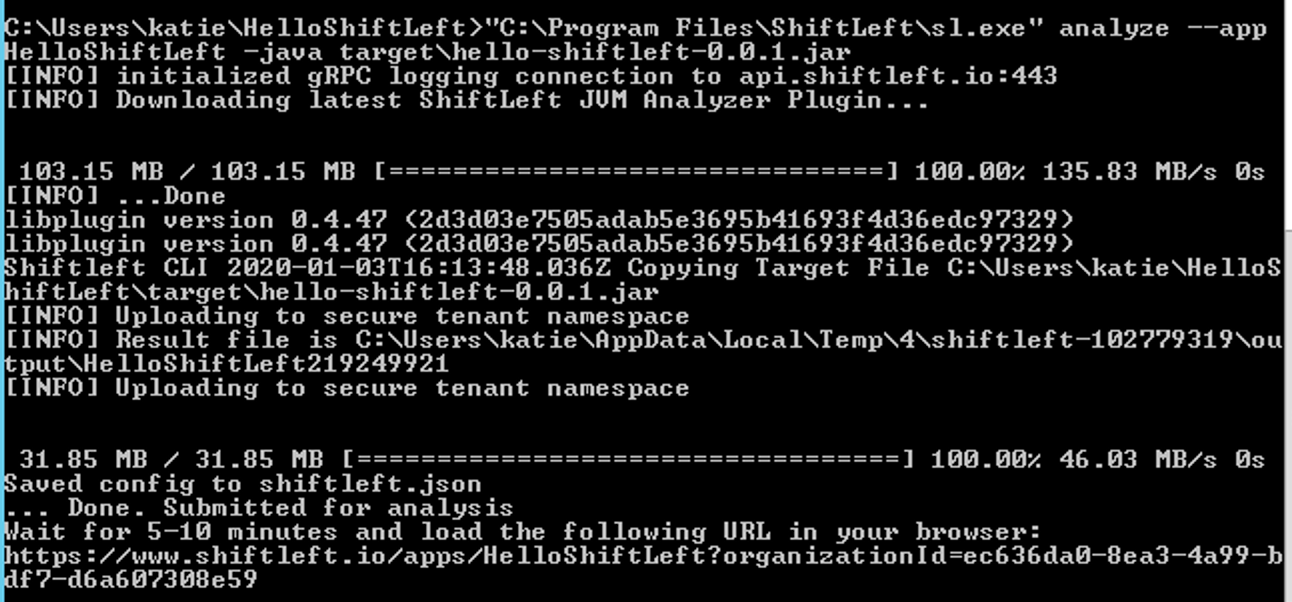 C:\Users\katie\HelloShiftLeft>"C:\Program Files\ShiftLeft\sl.exe" analyze --app
HelloShiftLeft -java target\hello-shiftleft-0.0.1.jar
[INFO] initialized gRPC logging connection to api.shiftleft.io:443
[INFO] Downloading latest ShiftLeft JVM Analyzer Plugin...
103.15 MB / 103.15 MB [===============================] 100.00% 135.83 MB/s 0s
[INFO] ...Done
libplugin version 0.4.47 (2d3d03e7505adab5e3695b41693f4d36edc97329)
libplugin version 0.4.47 (2d3d03e7505adab5e3695b41693f4d36edc97329)
Shiftleft CLI 2020-01-03T16:13:48.036Z Copying Target File C:\Users\katie\HelloS
hiftLeft\target\hello-shiftleft-0.0.1.jar
[INFO] Uploading to secure tenant namespace
[INFO] Result file is C:\Users\katie\AppData\Local\Temp\4\shiftleft-102779319\ou
tput\HelloShiftLeft219249921
[INFO] Uploading to secure tenant namespace
31.85 MB / 31.85 MB [==================================] 100.00% 46.03 MB/s 0s
Saved config to shiftleft.json
... Done. Submitted for analysis
Wait for 5-10 minutes and load the following URL in your browser:
https://www.shiftleft.io/apps/HelloShiftLeft?organizationId=ec636da0-8ea3-4a99-b
df7-d6a607308e59